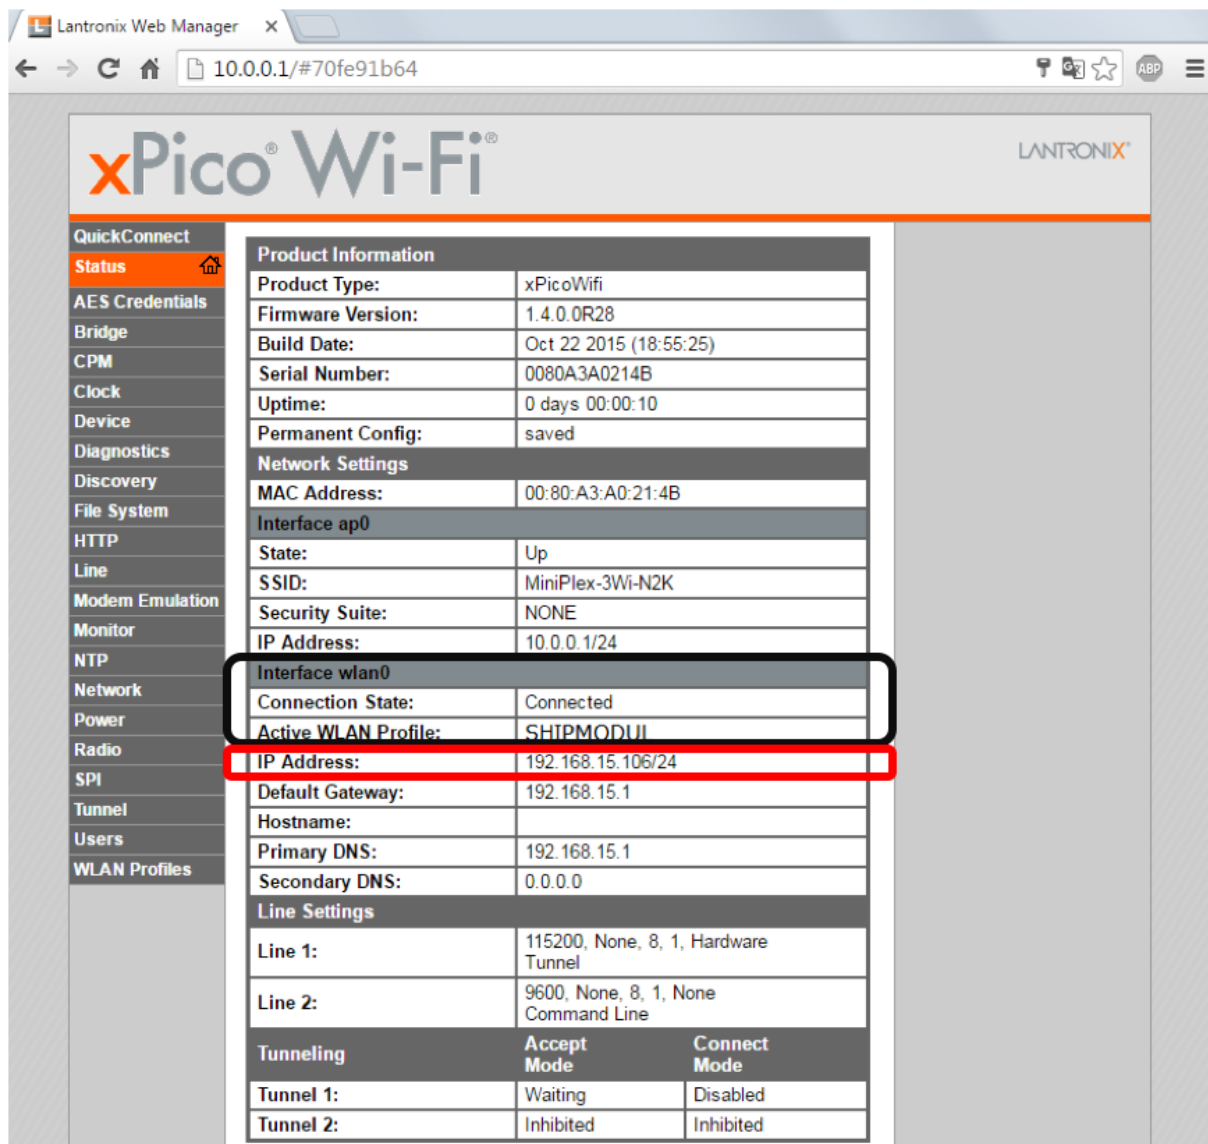 Lantronix Web Manager
10.0.0.1/#70fe91b64
ABP
xPico® Wi-Fi®
LANTRONIX®
QuickConnect
Status
AES Credentials
Bridge
CPM
Clock
Device
Diagnostics
Discovery
File System
HTTP
Line
Modem Emulation
Monitor
NTP
Network
Power
Radio
SPI
Tunnel
Users
WLAN Profiles
Product Information
Product Type: xPicoWifi
Firmware Version: 1.4.0.0R28
Build Date: Oct 22 2015 (18:55:25)
Serial Number: 0080A3A0214B
Uptime: 0 days 00:00:10
Permanent Config: saved
Network Settings
MAC Address: 00:80:A3:A0:21:4B
Interface ap0
State: Up
SSID: MiniPlex-3Wi-N2K
Security Suite: NONE
IP Address: 10.0.0.1/24
Interface wlan0
Connection State: Connected
Active WLAN Profile: SHIPMODUL
IP Address: 192.168.15.106/24
Default Gateway: 192.168.15.1
Hostname:
Primary DNS: 192.168.15.1
Secondary DNS: 0.0.0.0
Line Settings
Line 1: 115200, None, 8, 1, Hardware
Tunnel
Line 2: 9600, None, 8, 1, None
Command Line
Tunneling Accept Mode Connect Mode
Tunnel 1: Waiting Disabled
Tunnel 2: Inhibited Inhibited